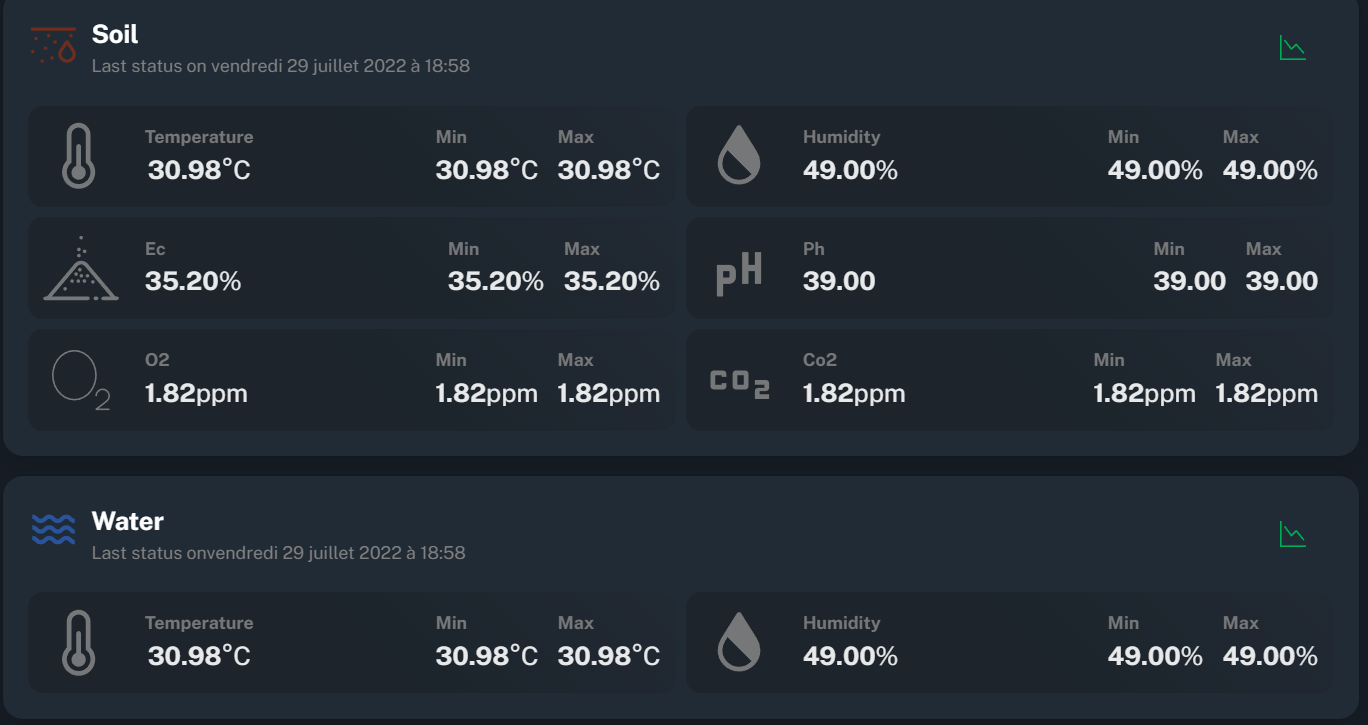 Soil
Last status on vendredi 29 juillet 2022 à 18:58
Temperature Min Max
30.98°C 30.98°C 30.98°C
Humidity Min Max
49.00% 49.00% 49.00%
Ec Min Max
35.20% 35.20% 35.20%
pH
Ph Min Max
39.00 39.00 39.00
O2
O2 Min Max
1.82ppm 1.82ppm 1.82ppm
CO2
Co2 Min Max
1.82ppm 1.82ppm 1.82ppm
Water
Last status onvendredi 29 juillet 2022 à 18:58
Temperature Min Max
30.98°C 30.98°C 30.98°C
Humidity Min Max
49.00% 49.00% 49.00%